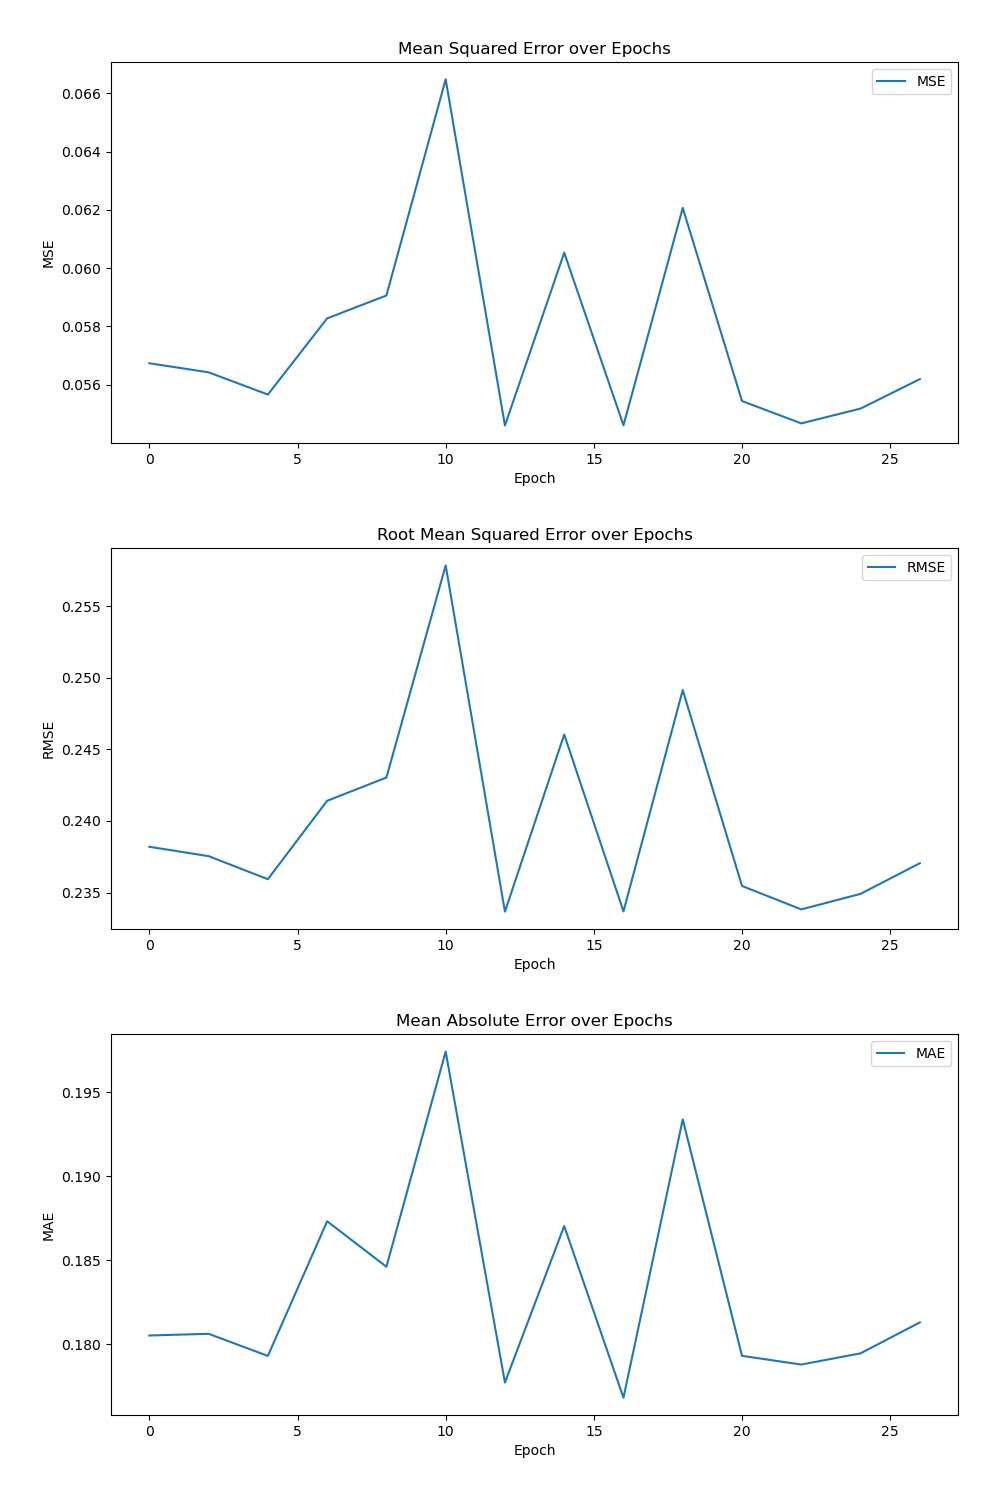 Mean Squared Error over Epochs
MSE
0.066
0.064
0.062
0.060
0.058
0.056
MSE
0 5 10 15 20 25
Epoch
Root Mean Squared Error over Epochs
RMSE
0.255
0.250
0.245
0.240
0.235
RMSE
0 5 10 15 20 25
Epoch
Mean Absolute Error over Epochs
MAE
0.195
0.190
0.185
0.180
MAE
0 5 10 15 20 25
Epoch